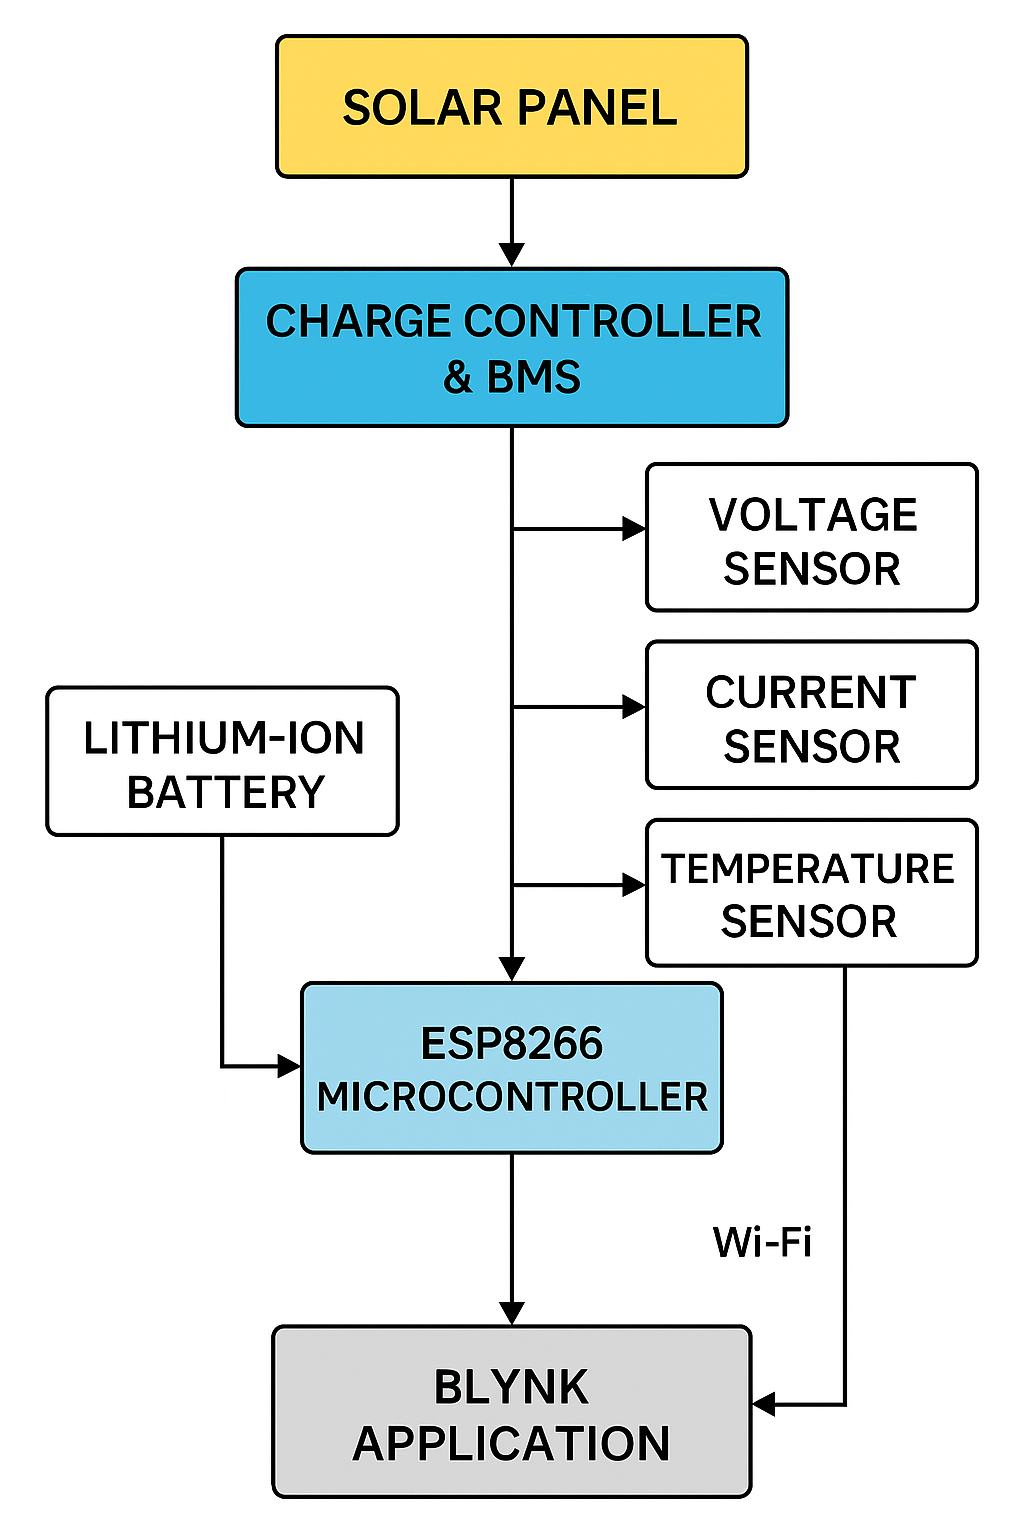 SOLAR PANEL
CHARGE CONTROLLER
& BMS
VOLTAGE
SENSOR
CURRENT
SENSOR
LITHIUM-ION
BATTERY
TEMPERATURE
SENSOR
ESP8266
MICROCONTROLLER
Wi-Fi
BLYNK
APPLICATION